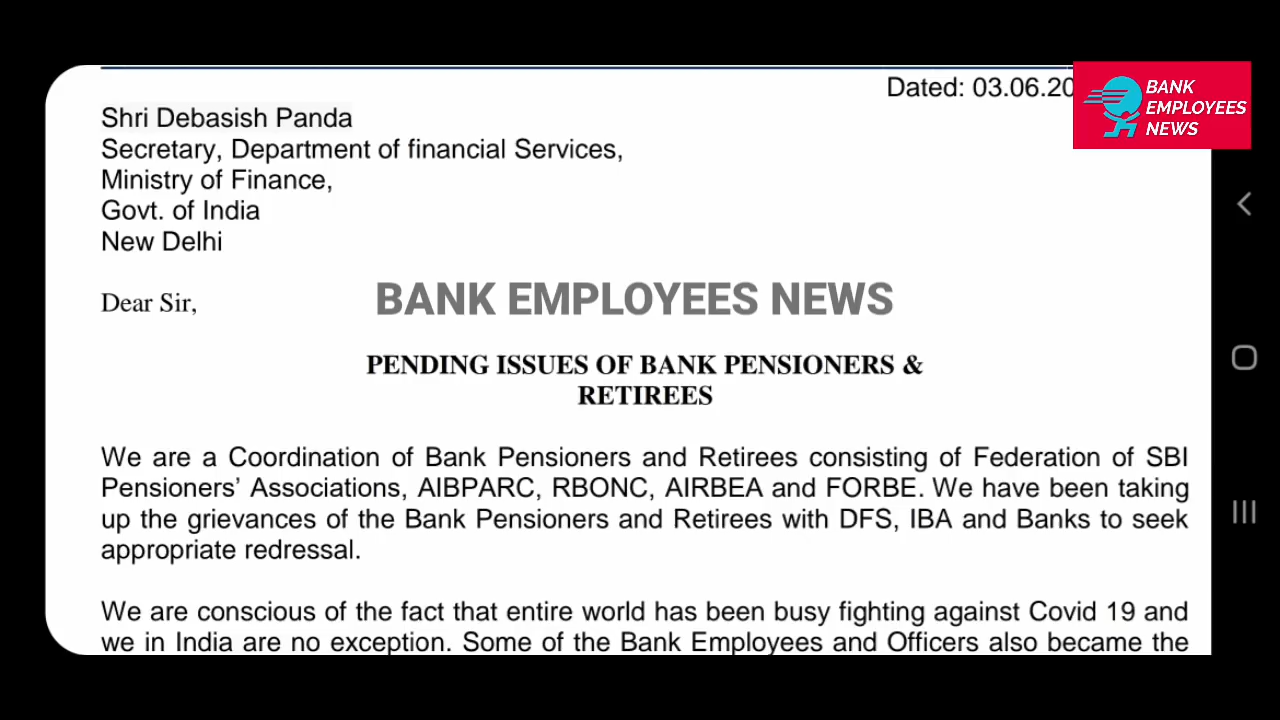 Dated: 03.06.20
BANK
EMPLOYEES
NEWS
Shri Debasish Panda
Secretary, Department of financial Services,
Ministry of Finance,
Govt. of India
New Delhi
Dear Sir,
BANK EMPLOYEES NEWS
PENDING ISSUES OF BANK PENSIONERS &
RETIREES
We are a Coordination of Bank Pensioners and Retirees consisting of Federation of SBI
Pensioners' Associations, AIBPARC, RBONC, AIRBEA and FORBE. We have been taking
up the grievances of the Bank Pensioners and Retirees with DFS, IBA and Banks to seek
appropriate redressal.
We are conscious of the fact that entire world has been busy fighting against Covid 19 and
we in India are no exception. Some of the Bank Employees and Officers also became the